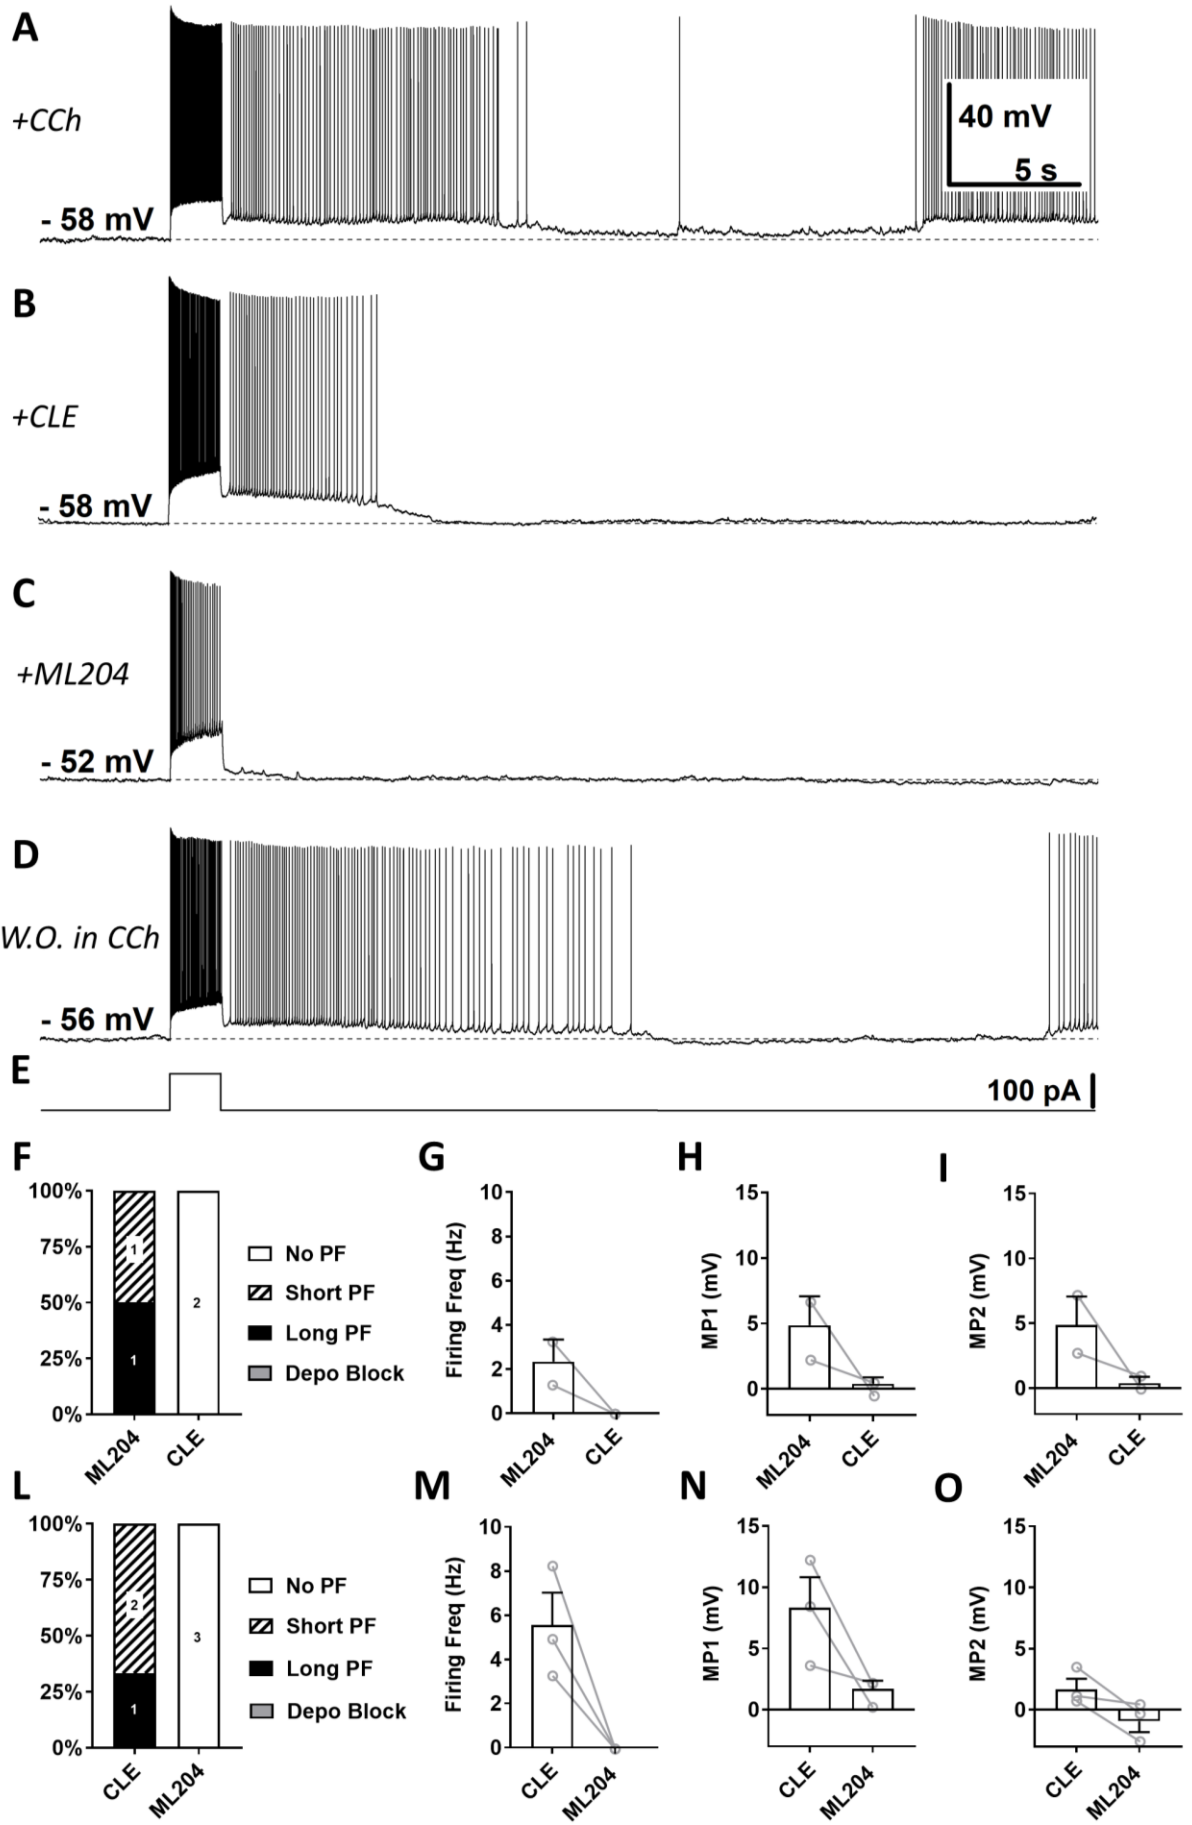 A
+CCh
- 58 mV
40 mV
5 s
B
+CLE
- 58 mV
C
+ML204
- 52 mV
D
W.O. in CCh
- 56 mV
E
100 pA
F
100%
75%
50%
25%
0%
1
1
2
ML204
CLE
No PF
Short PF
Long PF
Depo Block
G
Firing Freq (Hz)
10
8
6
4
2
0
ML204
CLE
H
MP1 (mV)
15
10
5
0
ML204
CLE
I
MP2 (mV)
15
10
5
0
ML204
CLE
L
100%
75%
50%
25%
0%
2
1
3
CLE
ML204
No PF
Short PF
Long PF
Depo Block
M
Firing Freq (Hz)
10
8
6
4
2
0
CLE
ML204
N
MP1 (mV)
15
10
5
0
CLE
ML204
O
MP2 (mV)
15
10
5
0
CLE
ML204